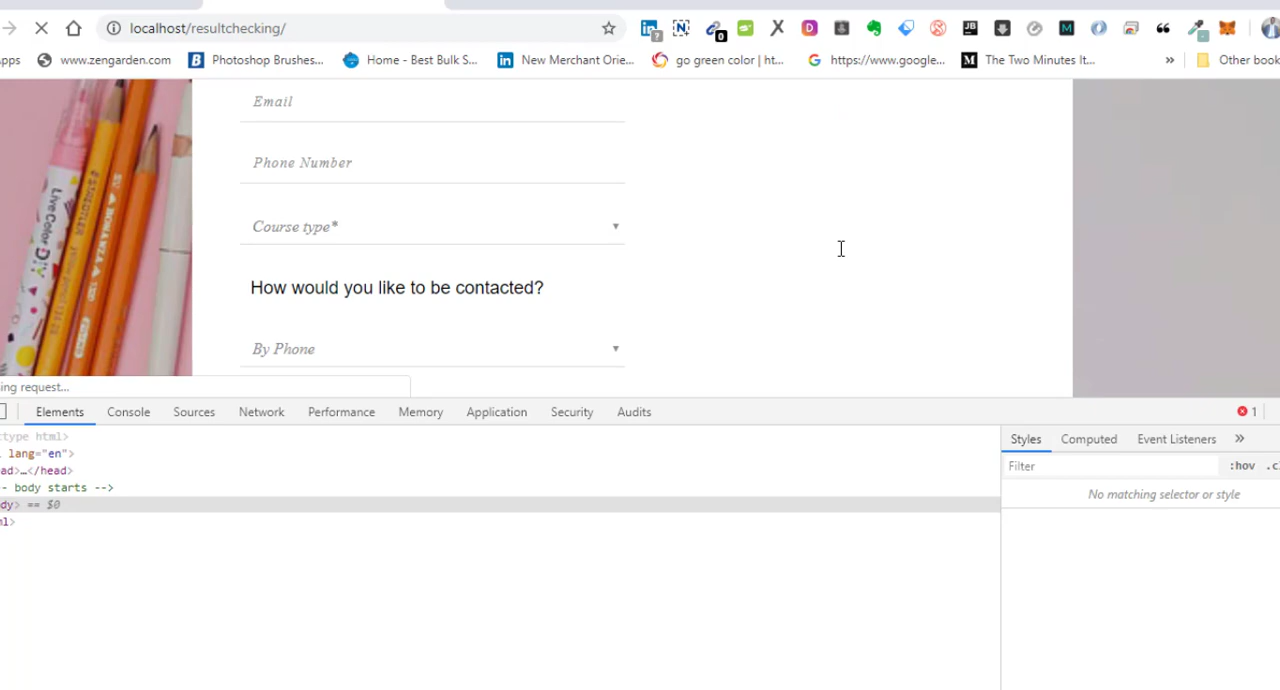 localhost/resultchecking/
pps www.zengarden.com Photoshop Brushes... Home - Best Bulk S... New Merchant Orie... go green color | ht... https://www.google... The Two Minutes It... » Other book
Email
Phone Number
Course type*
How would you like to be contacted?
By Phone
ing request...
Elements Console Sources Network Performance Memory Application Security Audits 1
ctype html>
lang="en">
ad>…</head>
-- body starts -->
dy> == $0
ml>
Styles Computed Event Listeners »
Filter :hov .c
No matching selector or style